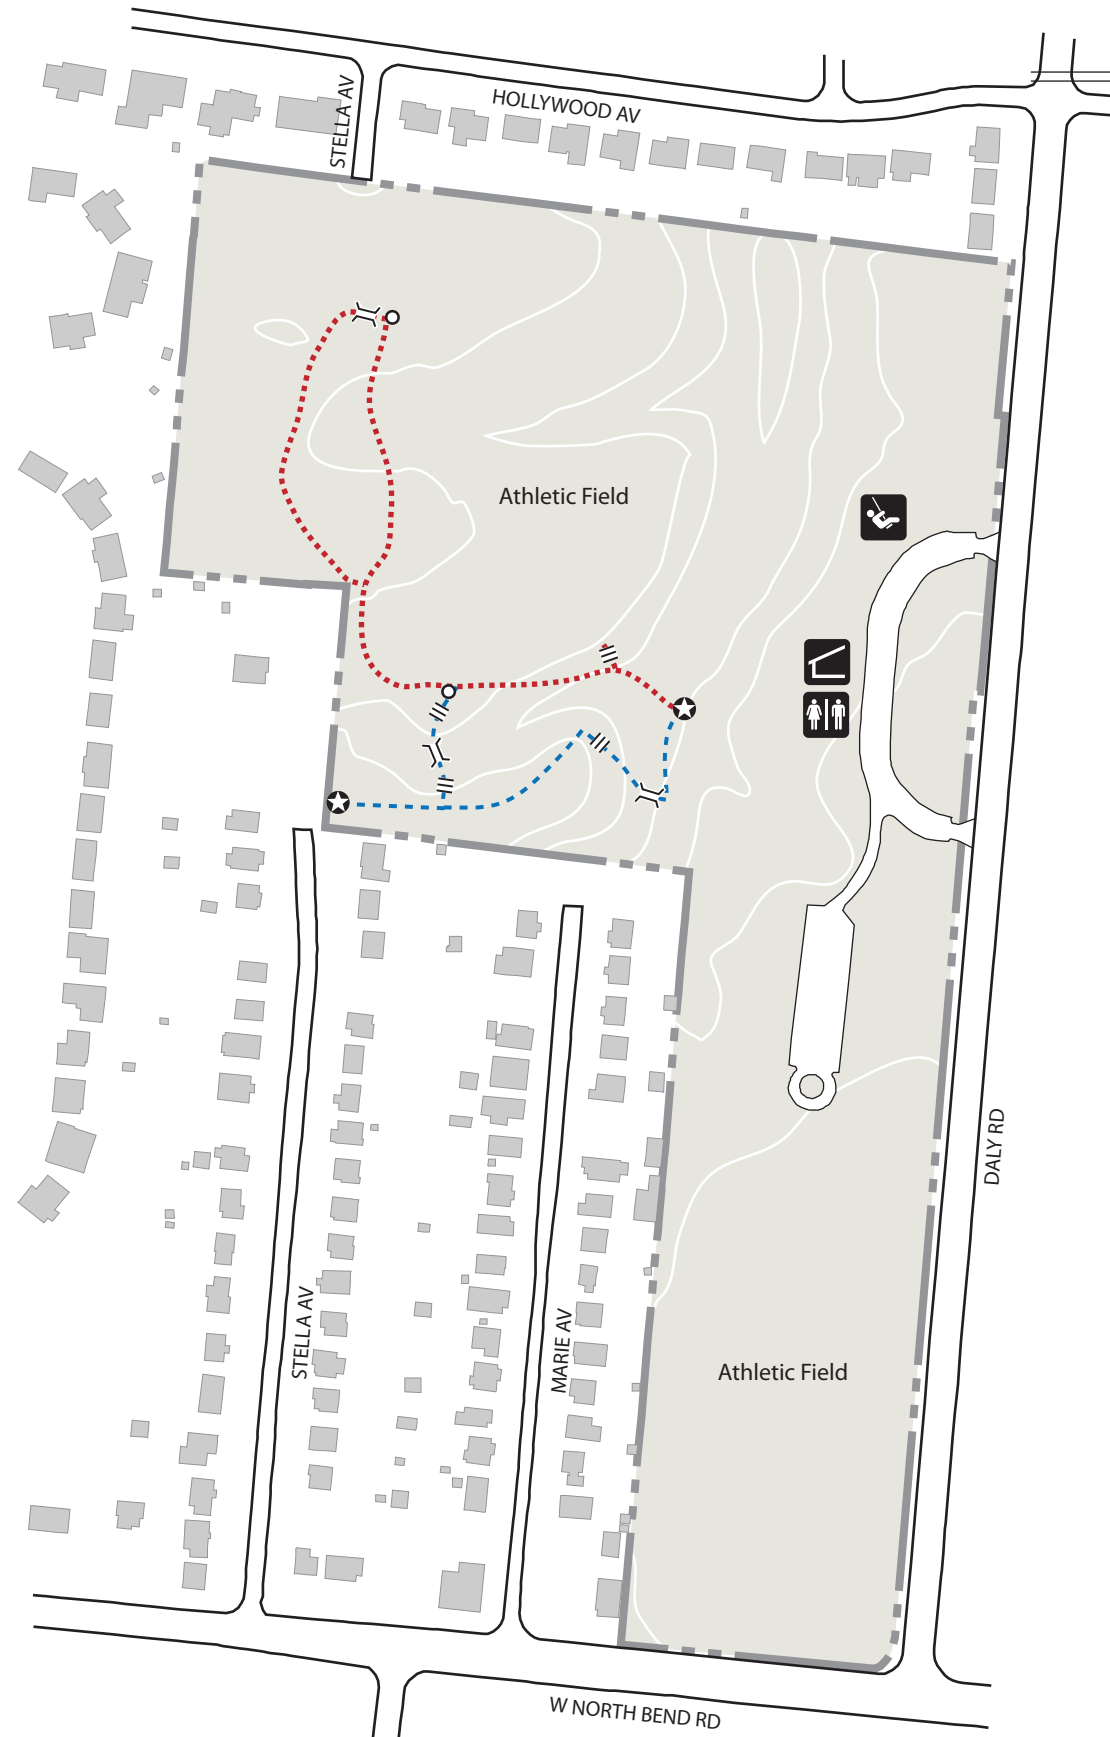 STELLA AV
HOLLYWOOD AV
Athletic Field
DALY RD
STELLA AV
MARIE AV
Athletic Field
W NORTH BEND RD